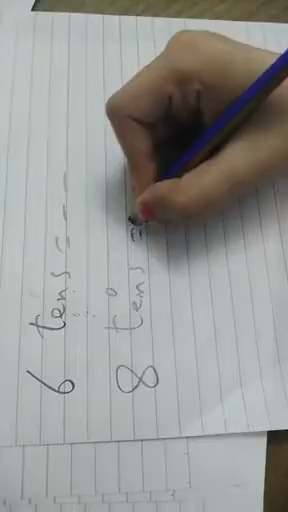 6 tens = ---
8 tens =